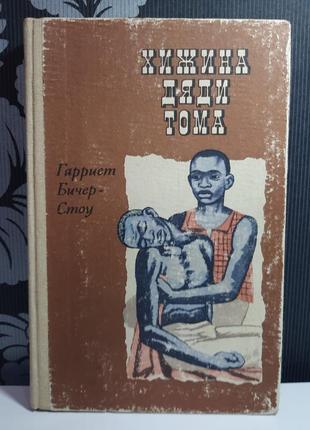 ХИЖИНА
ДЯДИ
ТОМА
Гарриет
Бичер-
Стоу